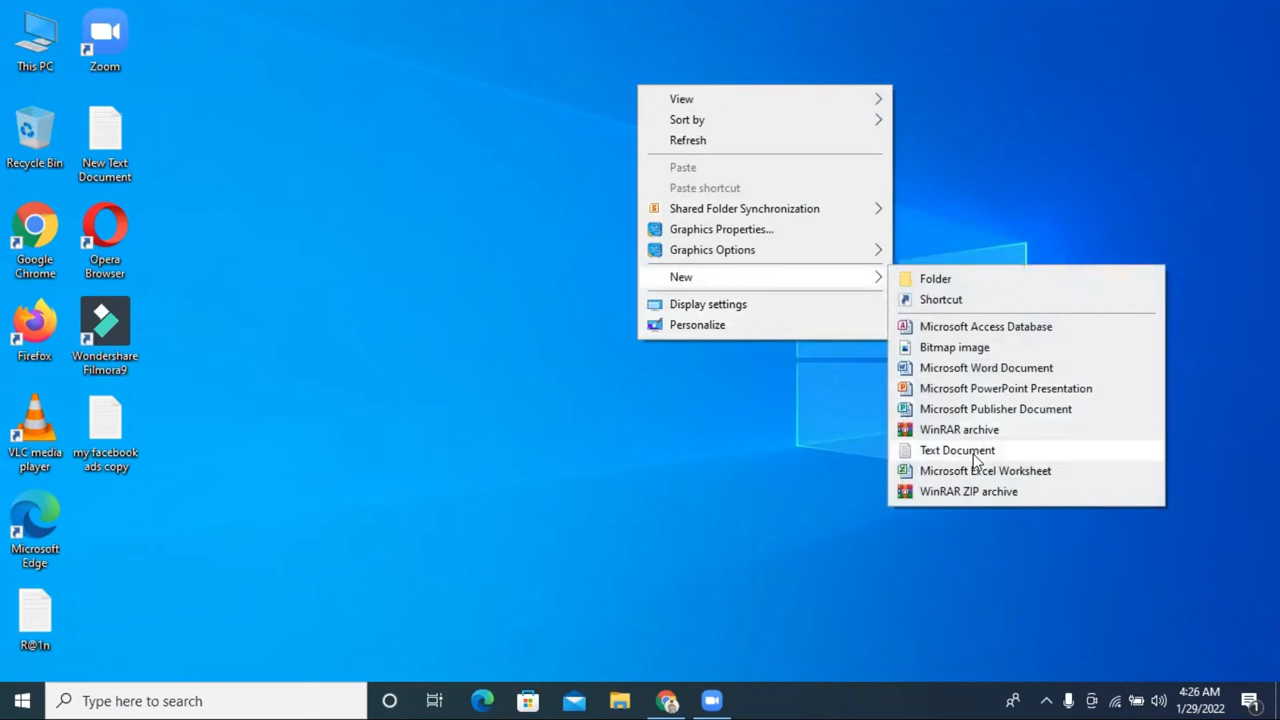 This PC
Zoom
Recycle Bin
New Text
Document
Google
Chrome
Opera
Browser
Firefox
Wondershare
Filmora9
VLC media
player
my facebook
ads copy
Microsoft
Edge
R@1n
View
Sort by
Refresh
Paste
Paste shortcut
Shared Folder Synchronization
Graphics Properties...
Graphics Options
New
Display settings
Personalize
Folder
Shortcut
Microsoft Access Database
Bitmap image
Microsoft Word Document
Microsoft PowerPoint Presentation
Microsoft Publisher Document
WinRAR archive
Text Document
Microsoft Excel Worksheet
WinRAR ZIP archive
Type here to search
4:26 AM
1/29/2022
1